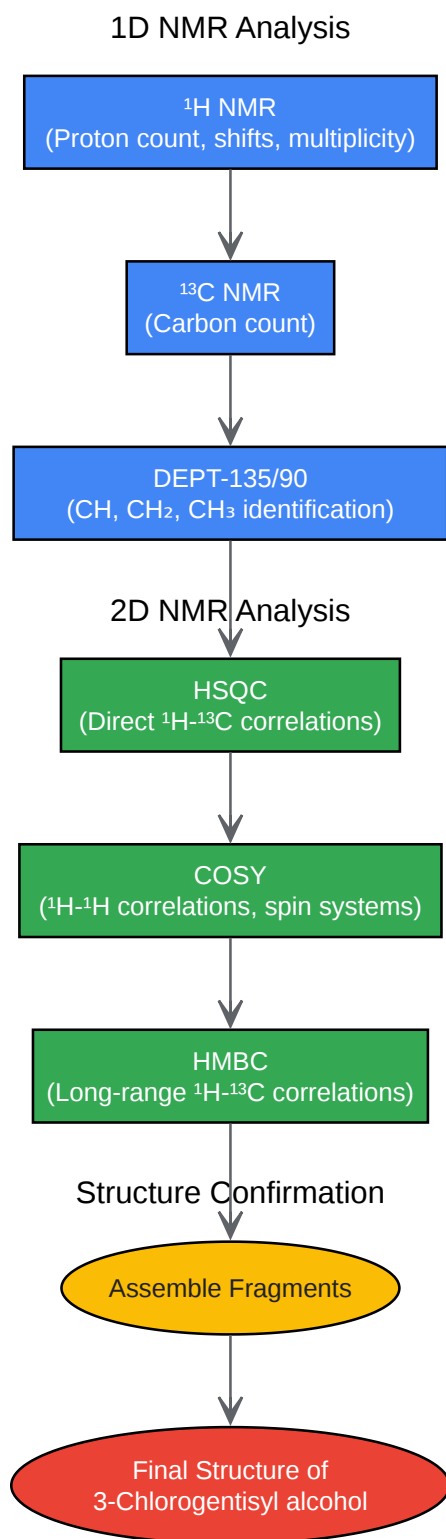 1D NMR Analysis
¹H NMR
(Proton count, shifts, multiplicity)
¹³C NMR
(Carbon count)
DEPT-135/90
(CH, CH₂, CH₃ identification)
2D NMR Analysis
HSQC
(Direct ¹H-¹³C correlations)
COSY
(¹H-¹H correlations, spin systems)
HMBC
(Long-range ¹H-¹³C correlations)
Structure Confirmation
Assemble Fragments
Final Structure of
3-Chlorogentisyl alcohol